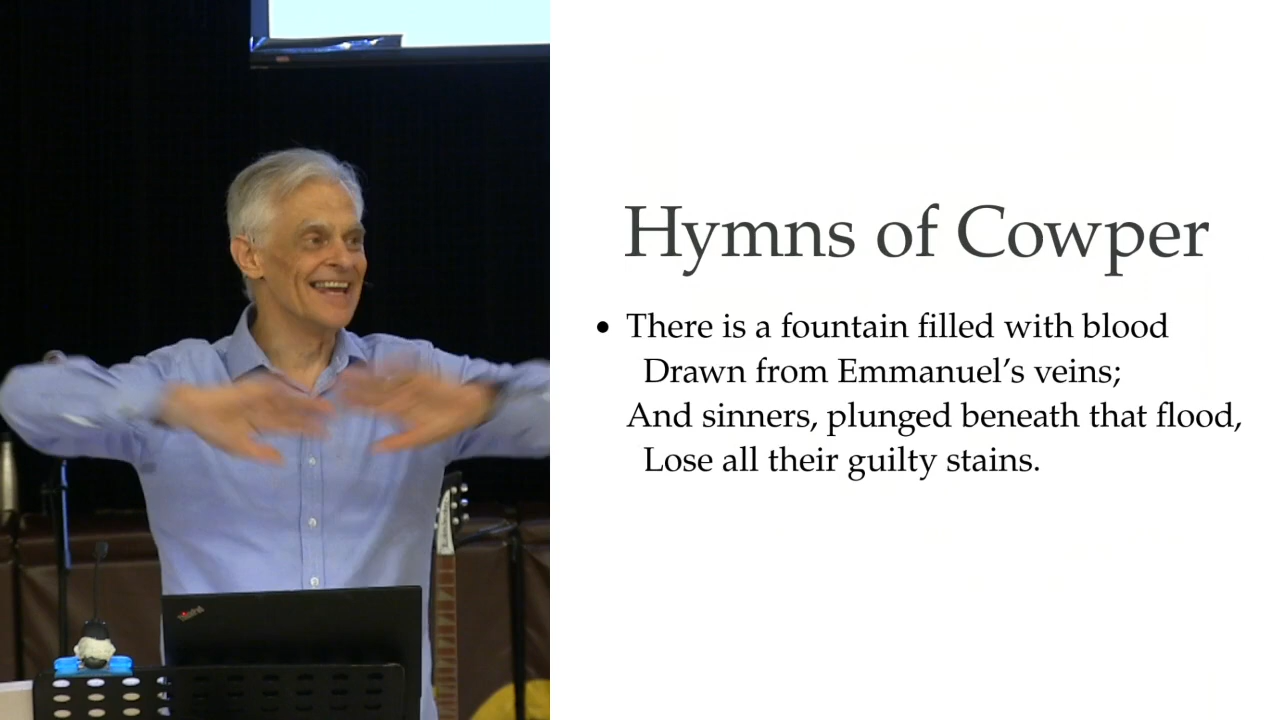 Hymns of Cowper
• There is a fountain filled with blood
Drawn from Emmanuel’s veins;
And sinners, plunged beneath that flood,
Lose all their guilty stains.
ThinkPad